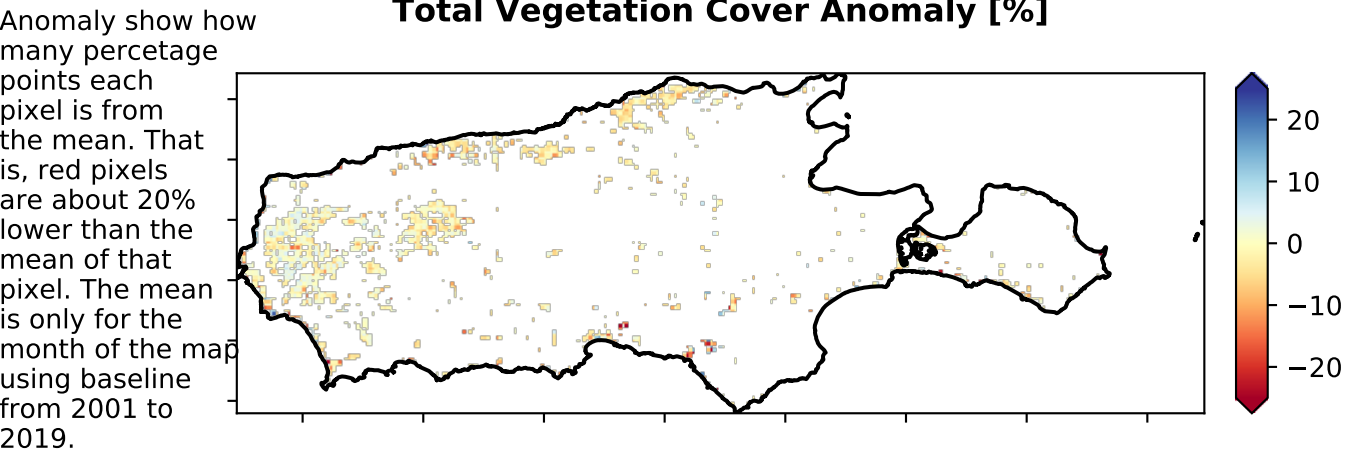 Total Vegetation Cover Anomaly [%]
Anomaly show how
many percetage
points each
pixel is from
the mean. That
is, red pixels
are about 20%
lower than the
mean of that
pixel. The mean
is only for the
month of the map
using baseline
from 2001 to
2019.
20
10
0
−10
−20